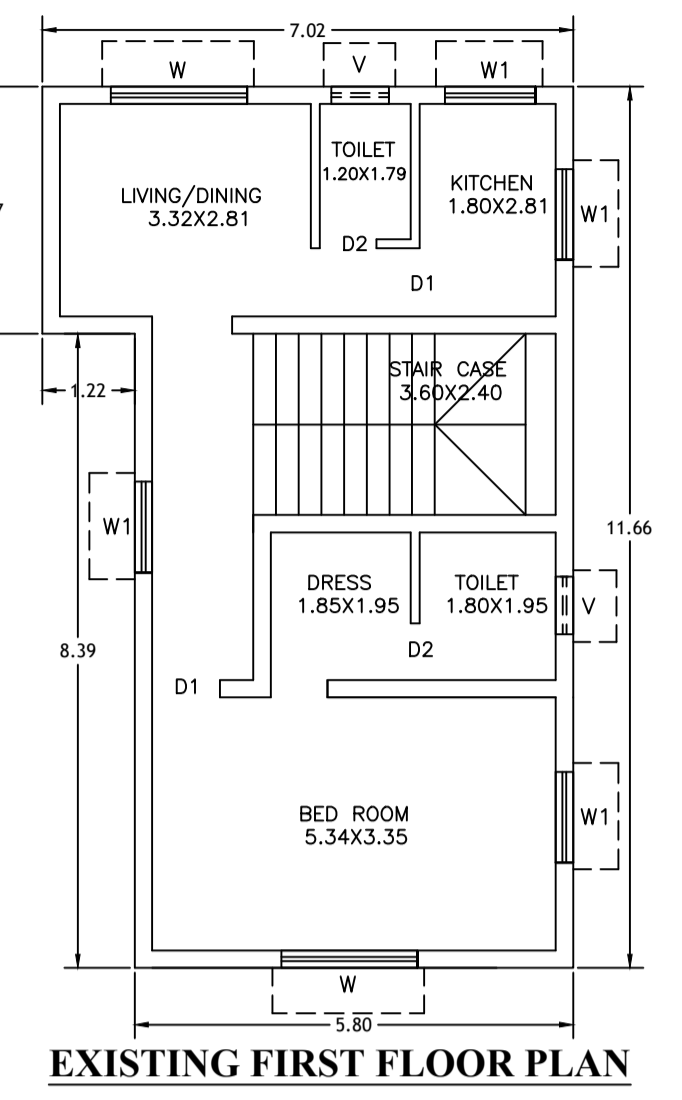 7.02
W
V
W1
TOILET
1.20X1.79
LIVING/DINING
3.32X2.81
KITCHEN
1.80X2.81
W1
D2
D1
STAIR CASE
3.60X2.40
1.22
W1
11.66
DRESS
1.85X1.95
TOILET
1.80X1.95
V
8.39
D2
D1
BED ROOM
5.34X3.35
W1
W
5.80
EXISTING FIRST FLOOR PLAN